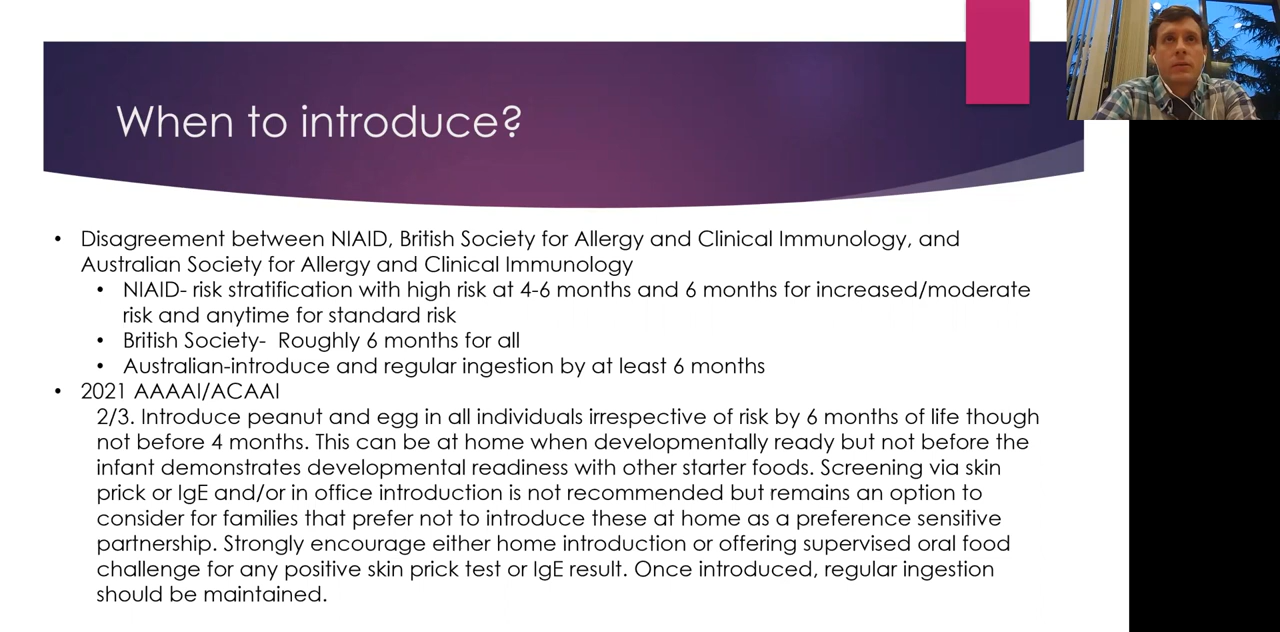 When to introduce?
• Disagreement between NIAID, British Society for Allergy and Clinical Immunology, and
Australian Society for Allergy and Clinical Immunology
• NIAID- risk stratification with high risk at 4-6 months and 6 months for increased/moderate
risk and anytime for standard risk
• British Society-  Roughly 6 months for all
• Australian-introduce and regular ingestion by at least 6 months
• 2021 AAAAI/ACAAI
2/3. Introduce peanut and egg in all individuals irrespective of risk by 6 months of life though
not before 4 months. This can be at home when developmentally ready but not before the
infant demonstrates developmental readiness with other starter foods. Screening via skin
prick or IgE and/or in office introduction is not recommended but remains an option to
consider for families that prefer not to introduce these at home as a preference sensitive
partnership. Strongly encourage either home introduction or offering supervised oral food
challenge for any positive skin prick test or IgE result. Once introduced, regular ingestion
should be maintained.